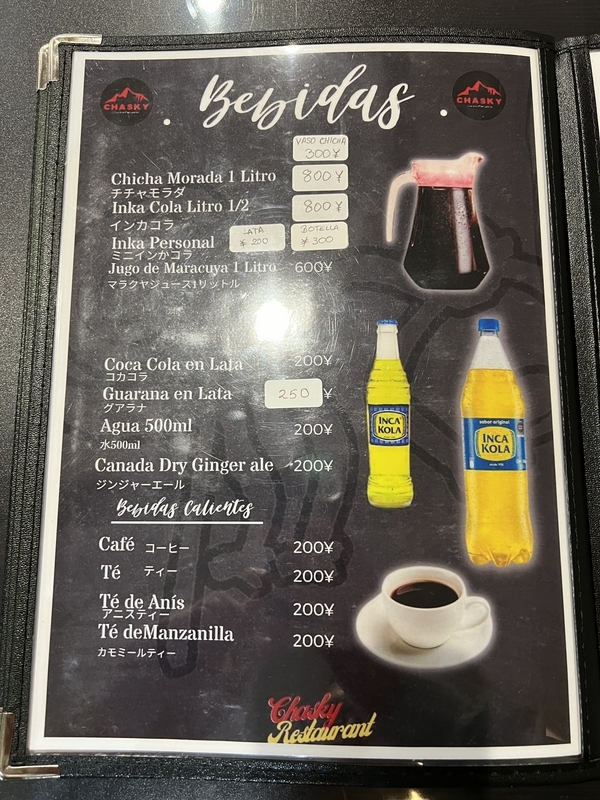 Bebidas
CHASKY
CHASKY
VASO CHICHA
300¥
Chicha Morada 1 Litro 800¥
チチャモラダ
Inka Cola Litro 1/2 800¥
インカコラ
LATA
¥200
BOTELLA
¥300
Inka Personal
ミニインかコラ
Jugo de Maracuya 1 Litro 600¥
マラクヤジュース1リットル
Coca Cola en Lata 200¥
コカコラ
Guarana en Lata 250 ¥
グアラナ
Agua 500ml 200¥
水500ml
Canada Dry Ginger ale 200¥
ジンジャーエール
Bebidas Calientes
Café コーヒー 200¥
Té ティー 200¥
Té de Anís 200¥
アニスティー
Té deManzanilla 200¥
カモミールティー
INCA
KOLA
sabor original
INCA
KOLA
Chasky
Restaurant